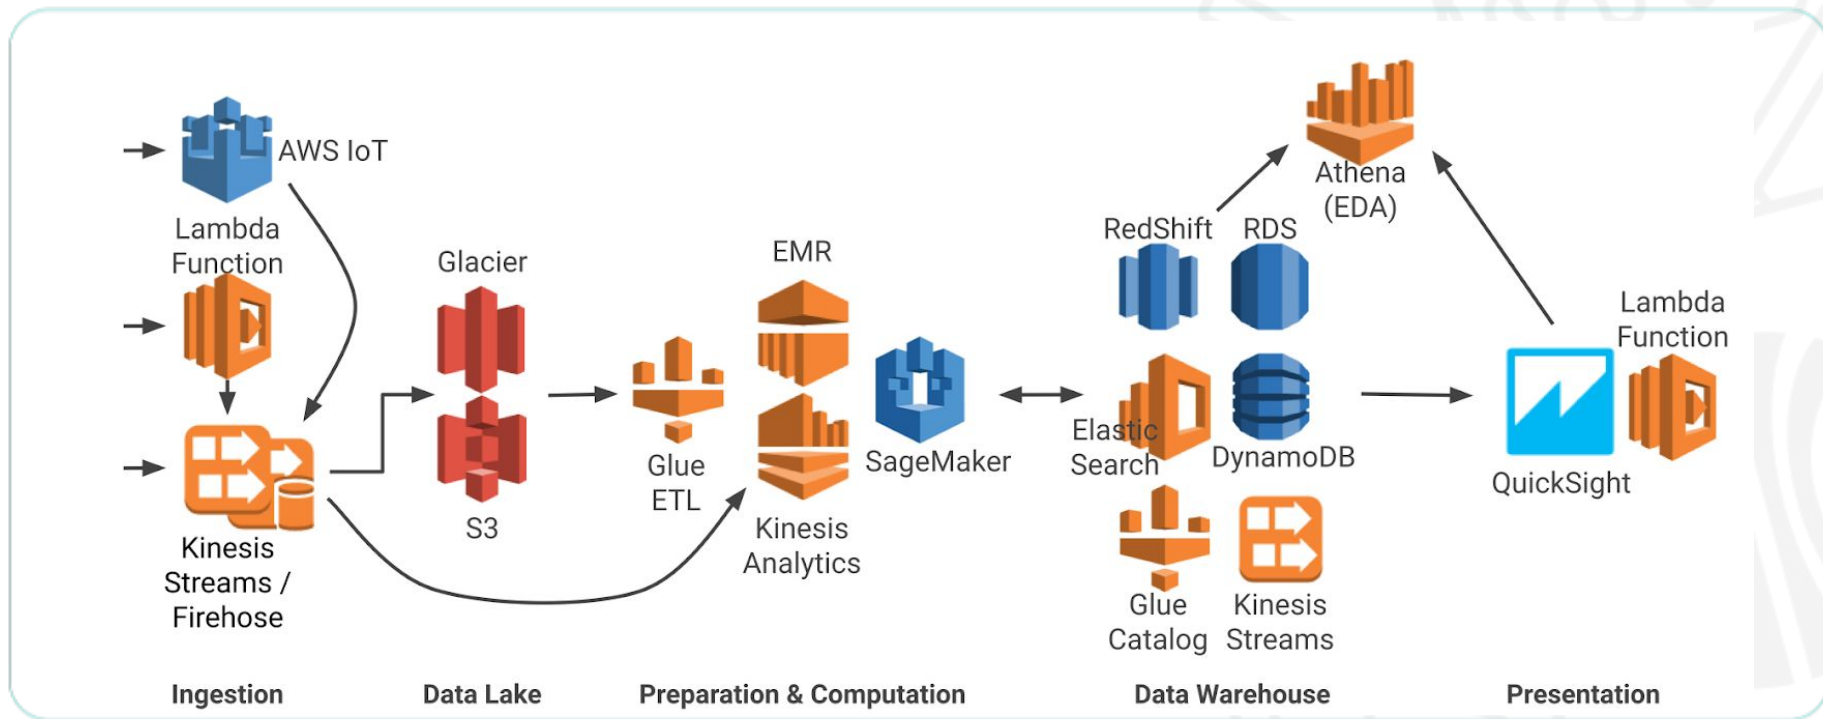 AWS IoT
Lambda
Function
Kinesis
Streams /
Firehose
Ingestion
Glacier
S3
Data Lake
Glue
ETL
EMR
Kinesis
Analytics
SageMaker
Preparation & Computation
RedShift
RDS
Elastic
Search
DynamoDB
Glue
Catalog
Kinesis
Streams
Data Warehouse
Athena
(EDA)
QuickSight
Lambda
Function
Presentation